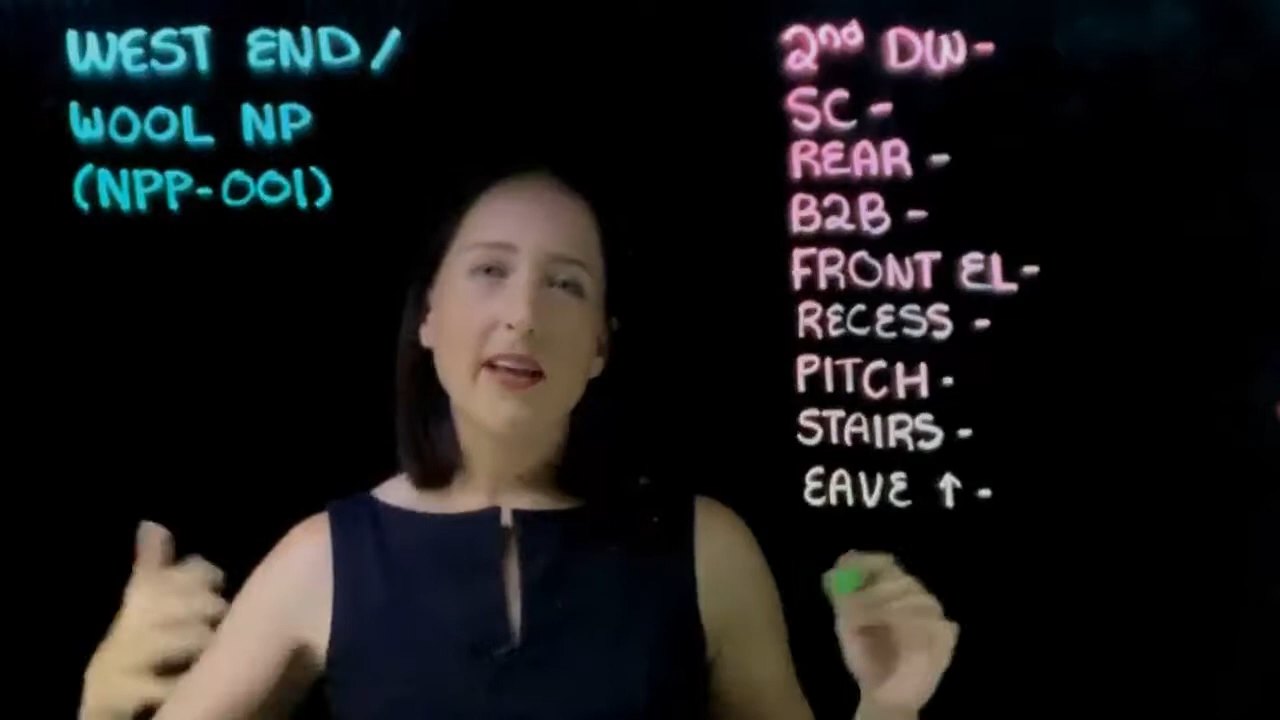 WEST END /
WOOL NP
(NPP-001)
2nd DW-
SC -
REAR -
B2B -
FRONT EL-
RECESS -
PITCH -
STAIRS -
EAVE ↑ -